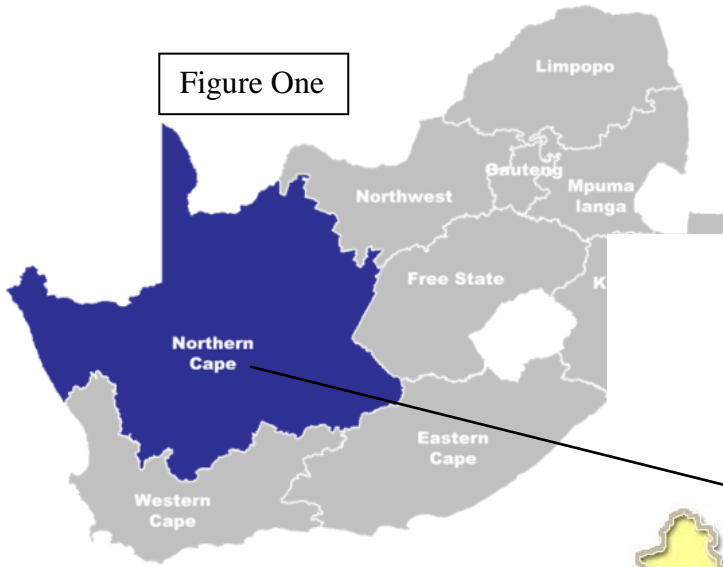 Figure One
Limpopo
Gauteng
Northwest
Mpuma
langa
Free State
K
Northern
Cape
Eastern
Cape
Western
Cape